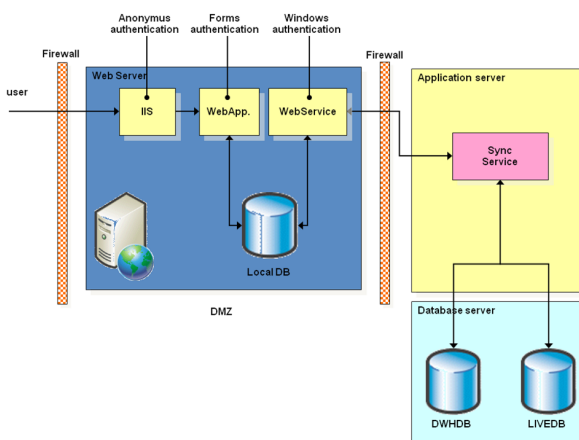 Anonymus
authentication
Forms
authentication
Windows
authentication
Firewall
Firewall
user
Web Server
IIS
WebApp.
WebService
Application server
Sync
Service
Local DB
DMZ
Database server
DWHDB
LIVEDB